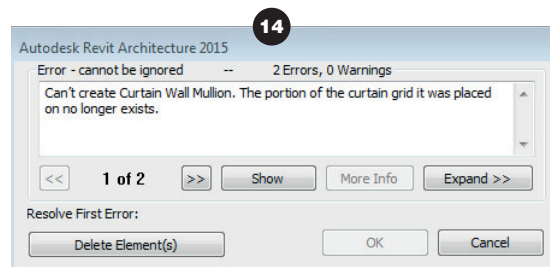 14
Autodesk Revit Architecture 2015
Error - cannot be ignored -- 2 Errors, 0 Warnings
Can't create Curtain Wall Mullion. The portion of the curtain grid it was placed
on no longer exists.
<< 1 of 2 >> Show More Info Expand >>
Resolve First Error:
Delete Element(s) OK Cancel